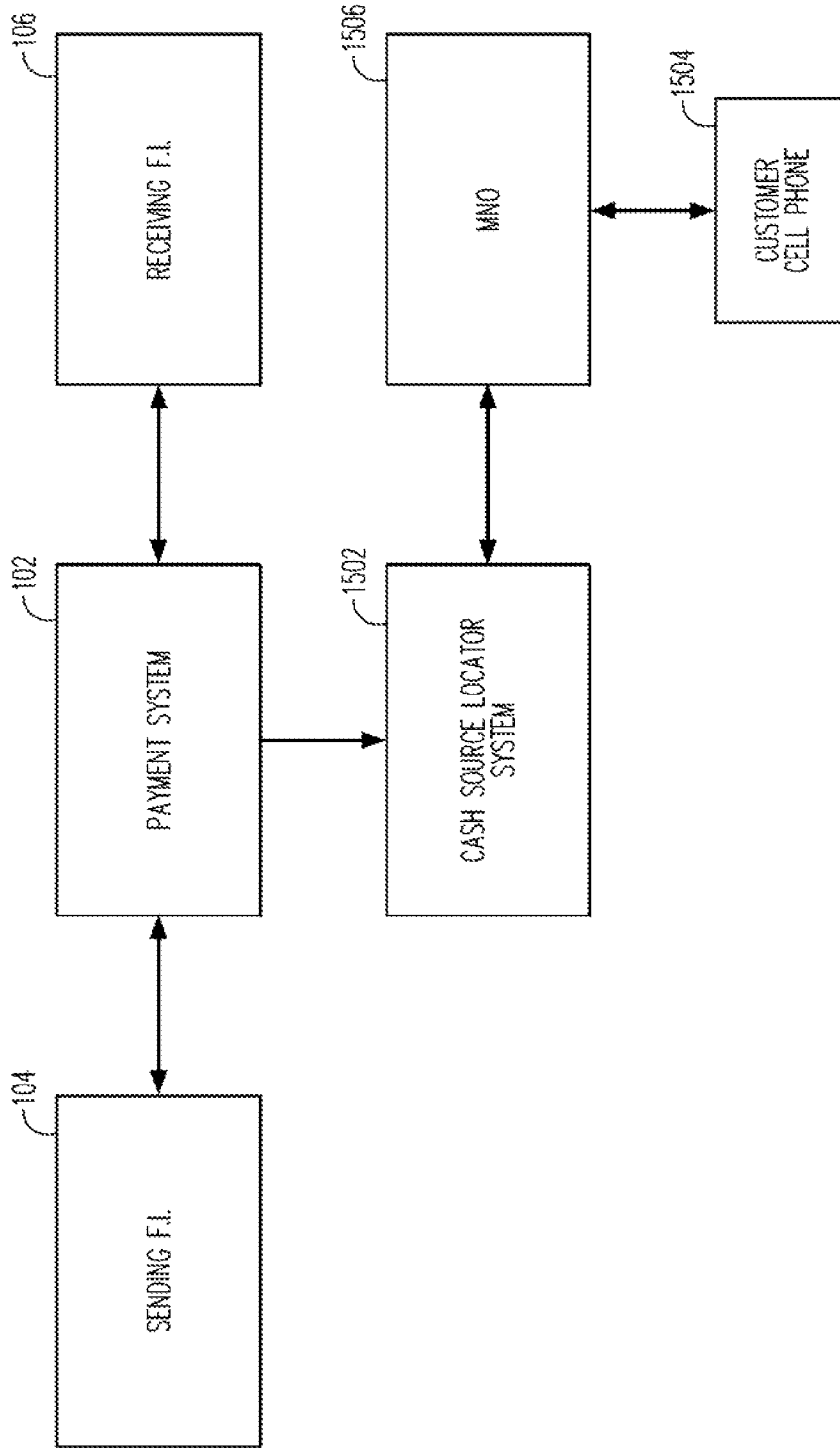 104
SENDING F.I.
102
PAYMENT SYSTEM
106
RECEIVING F.I.
1502
CASH SOURCE LOCATOR
SYSTEM
1506
MNO
1504
CUSTOMER
CELL PHONE